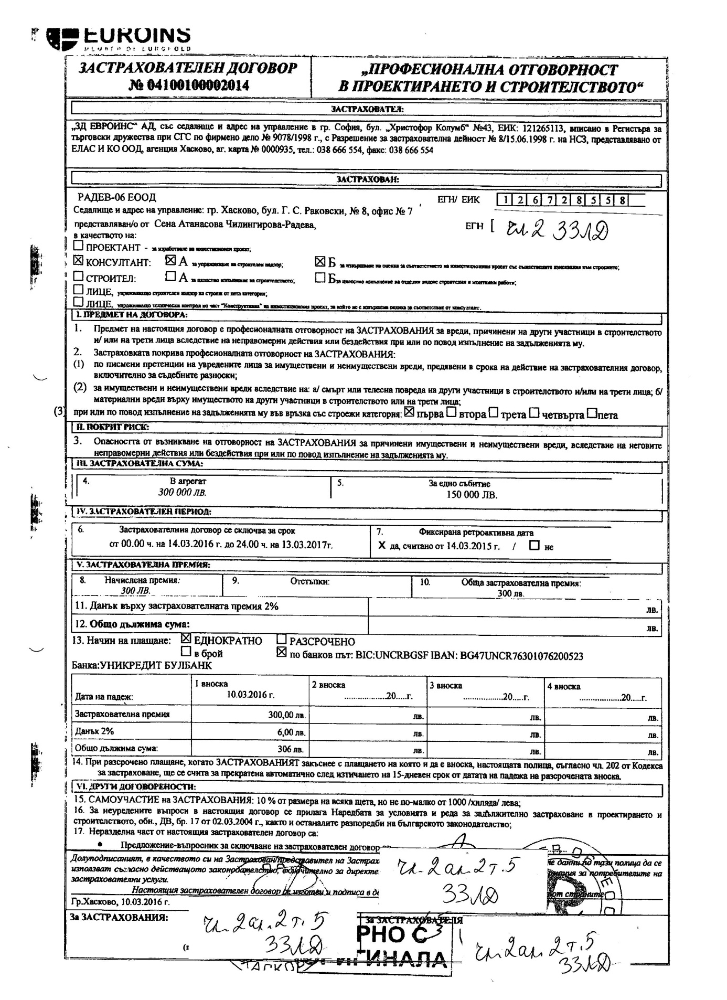 EUROINS
MEMBER OF EUROHOLD
ЗАСТРАХОВАТЕЛЕН ДОГОВОР
№ 04100100002014
„ПРОФЕСИОНАЛНА ОТГОВОРНОСТ
В ПРОЕКТИРАНЕТО И СТРОИТЕЛСТВОТО“
ЗАСТРАХОВАТЕЛ:
„ЗД ЕВРОИНС“ АД, със седалище и адрес на управление в гр. София, бул. „Христофор Колумб“ №43, ЕИК: 121265113, вписано в Регистъра за
търговски дружества при СГС по фирмено дело № 9078/1998 г., с Разрешение за застрахователна дейност № 8/15.06.1998 г. на НСЗ, представлявано от
ЕЛАС И КО ООД, агенция Хасково, аг. карта № 0000935, тел.: 038 666 554, факс: 038 666 554
ЗАСТРАХОВАН:
РАДЕВ-06 ЕООД ЕГН/ ЕИК 126728558
Седалище и адрес на управление: гр. Хасково, бул. Г. С. Раковски, № 8, офис № 7
представляван/о от Сена Атанасова Чилингирова-Радева, ЕГН чл.2 ЗЗЛД
в качеството на:
ПРОЕКТАНТ - за изработване на инвестиционен проект;
КОНСУЛТАНТ: А за упражняване на строителен надзор; Б за извършване на оценка за съответствието на инвестиционния проект със съществените изисквания към строежите;
СТРОИТЕЛ: А за цялостно изпълнение на строителството; Б за цялостно изпълнение на отделни видове строителни и монтажни работи;
ЛИЦЕ, упражняващо строителен надзор на строеж от пета категория;
ЛИЦЕ, упражняващо технически контрол по част "Конструктивна" на инвестиционния проект, за който не е извършена оценка за съответствие от консултант.
I. ПРЕДМЕТ НА ДОГОВОРА:
1. Предмет на настоящия договор е професионалната отговорност на ЗАСТРАХОВАНИЯ за вреди, причинени на други участници в строителството
и/ или на трети лица вследствие на неправомерни действия или бездействия при или по повод изпълнение на задълженията му.
2. Застраховката покрива професионалната отговорност на ЗАСТРАХОВАНИЯ:
(1) по писмени претенции на увредените лица за имуществени и неимуществени вреди, предявени в срока на действие на застрахователния договор,
включително за съдебните разноски;
(2) за имуществени и неимуществени вреди вследствие на: а/ смърт или телесна повреда на други участници в строителството и/или на трети лица; б/
материални вреди върху имуществото на други участници в строителството или на трети лица;
(3) при или по повод изпълнение на задълженията му във връзка със строежи категория: първа втора трета четвърта пета
II. ПОКРИТ РИСК:
3. Опасността от възникване на отговорност на ЗАСТРАХОВАНИЯ за причинени имуществени и неимуществени вреди, вследствие на неговите
неправомерни действия или бездействия при или по повод изпълнение на задълженията му.
III. ЗАСТРАХОВАТЕЛНА СУМА:
4. В агрегат 5. За едно събитие
300 000 ЛВ. 150 000 ЛВ.
IV. ЗАСТРАХОВАТЕЛЕН ПЕРИОД:
6. Застрахователния договор се сключва за срок 7. Фиксирана ретроактивна дата
от 00.00 ч. на 14.03.2016 г. до 24.00 ч. на 13.03.2017г. X да, считано от 14.03.2015 г. / не
V. ЗАСТРАХОВАТЕЛНА ПРЕМИЯ:
8. Начислена премия: 9. Отстъпки: 10. Обща застрахователна премия:
300 ЛВ. 300 лв.
11. Данък върху застрахователната премия 2% лв.
12. Общо дължима сума: лв.
13. Начин на плащане: ЕДНОКРАТНО РАЗСРОЧЕНО
в брой по банков път: BIC:UNCRBGSF IBAN: BG47UNCR76301076200523
Банка:УНИКРЕДИТ БУЛБАНК
1 вноска 2 вноска 3 вноска 4 вноска
Дата на падеж: 10.03.2016 г. ...................20.....г. ...................20.....г. ...................20.....г.
Застрахователна премия 300,00 лв. лв. лв. лв.
Данък 2% 6,00 лв. лв. лв. лв.
Общо дължима сума: 306 лв. лв. лв. лв.
14. При разсрочено плащане, когато ЗАСТРАХОВАНИЯТ закъснее с плащането на която и да е вноска, настоящата полица, съгласно чл. 202 от Кодекса
за застраховане, ще се счита за прекратена автоматично след изтичането на 15-дневен срок от датата на падежа на разсрочената вноска.
VI. ДРУГИ ДОГОВОРЕНОСТИ:
15. САМОУЧАСТИЕ на ЗАСТРАХОВАНИЯ: 10 % от размера на всяка щета, но не по-малко от 1000 /хиляда/ лева;
16. За неуредените въпроси в настоящия договор се прилага Наредбата за условията и реда за задължително застраховане в проектирането и
строителството, обн., ДВ, бр. 17 от 02.03.2004 г., както и останалите разпоредби на българското законодателство;
17. Неразделна част от настоящия застрахователен договор са:
• Предложение-въпросник за сключване на застрахователен договор
Долуподписаният, в качеството си на Застрахован/представител на Застрах данни по тази полица да се
използват съгласно действащото законодателство, включително за директе за потребителите на
застрахователни услуги.
чл.2 ал.2 т.5
ЗЗЛД
Настоящия застрахователен договор се изготви и подписа в д от страните
Гр.Хасково, 10.03.2016 г.
За ЗАСТРАХОВАНИЯ: чл.2 ал.2 т.5
ЗЗЛД
За ЗАСТРАХОВАТЕЛЯ
РНО С
ГИНАЛА
чл.2 ал.2 т.5
ЗЗЛД